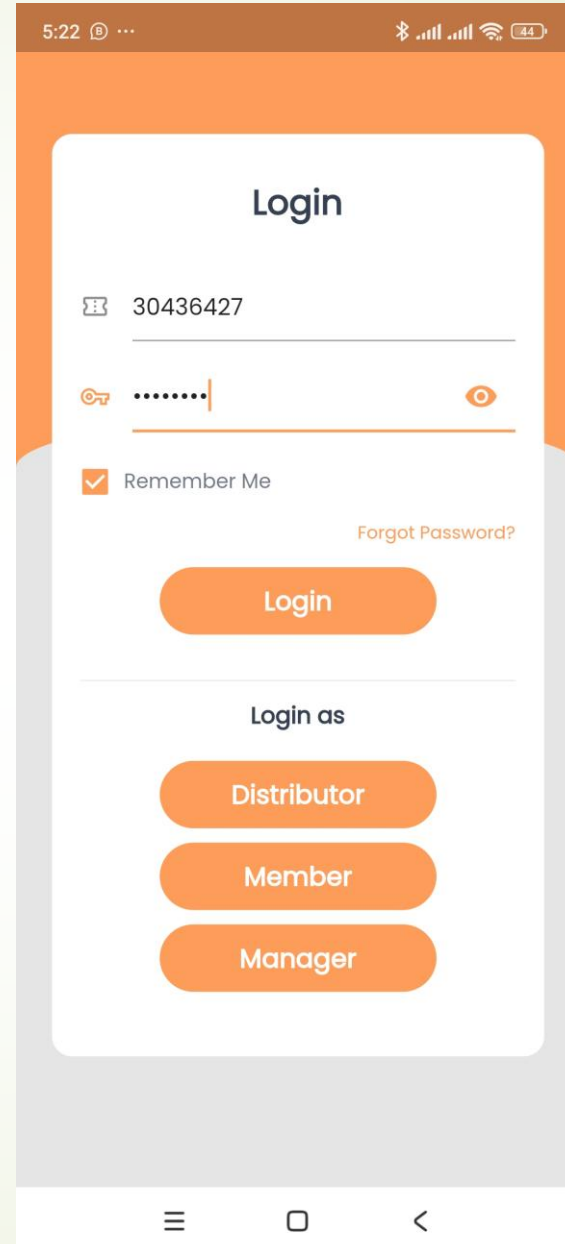 5:22 B ... 44
Login
30436427
••••••••
Remember Me
Forgot Password?
Login
Login as
Distributor
Member
Manager